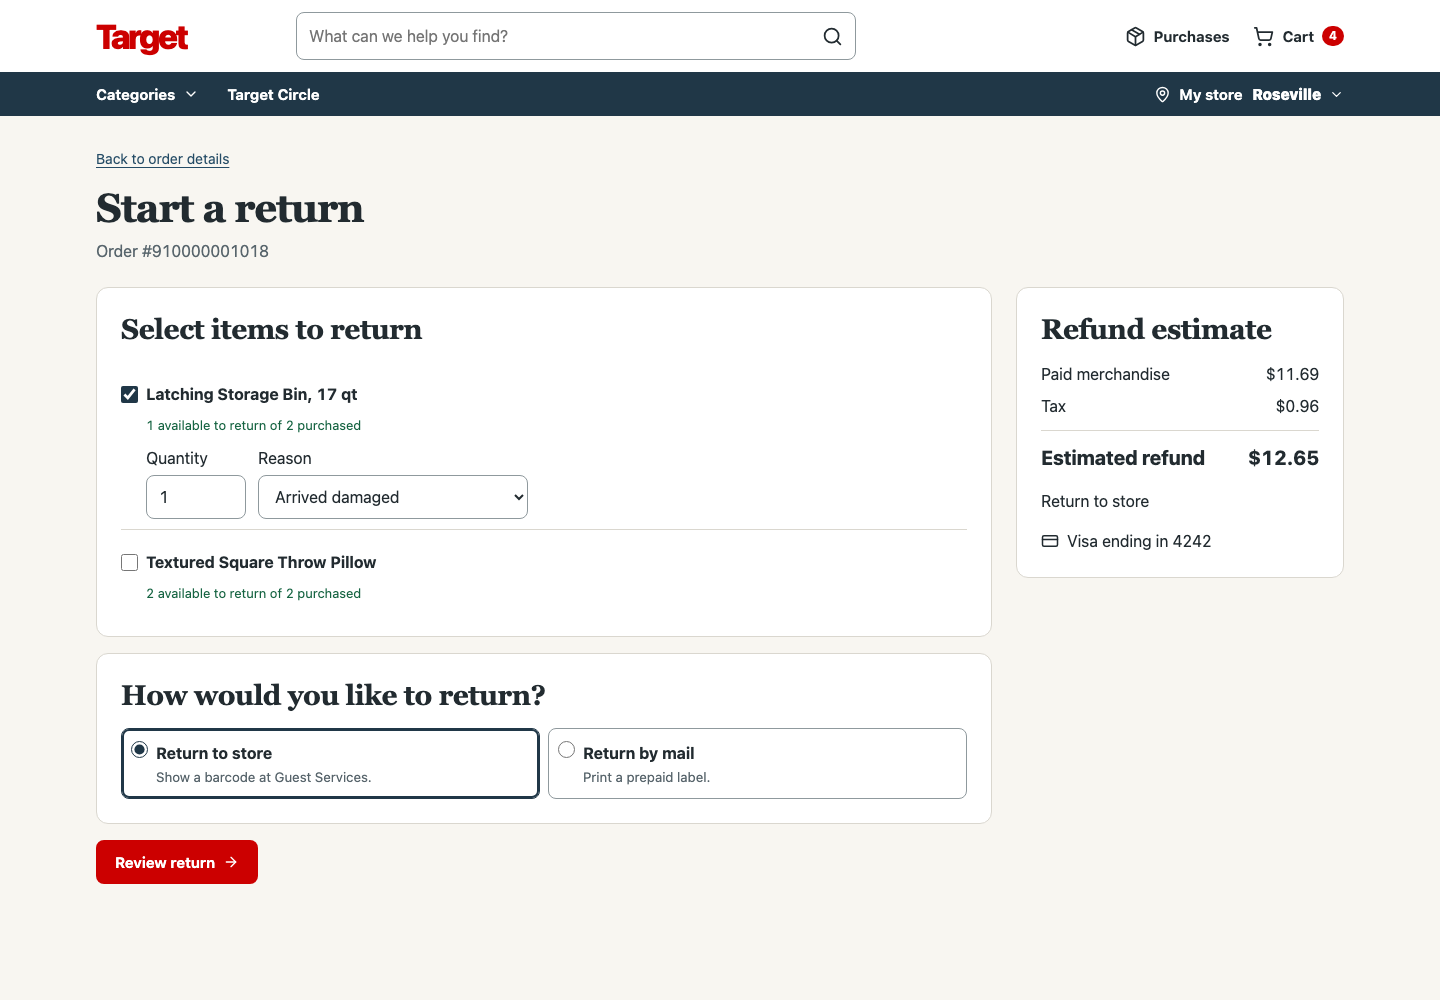 Target
What can we help you find?
Purchases
Cart 4
Categories
Target Circle
My store Roseville
Back to order details
Start a return
Order #910000001018
Select items to return
Latching Storage Bin, 17 qt
1 available to return of 2 purchased
Quantity Reason
1 Arrived damaged
Textured Square Throw Pillow
2 available to return of 2 purchased
How would you like to return?
Return to store
Show a barcode at Guest Services.
Return by mail
Print a prepaid label.
Review return
Refund estimate
Paid merchandise $11.69
Tax $0.96
Estimated refund $12.65
Return to store
Visa ending in 4242